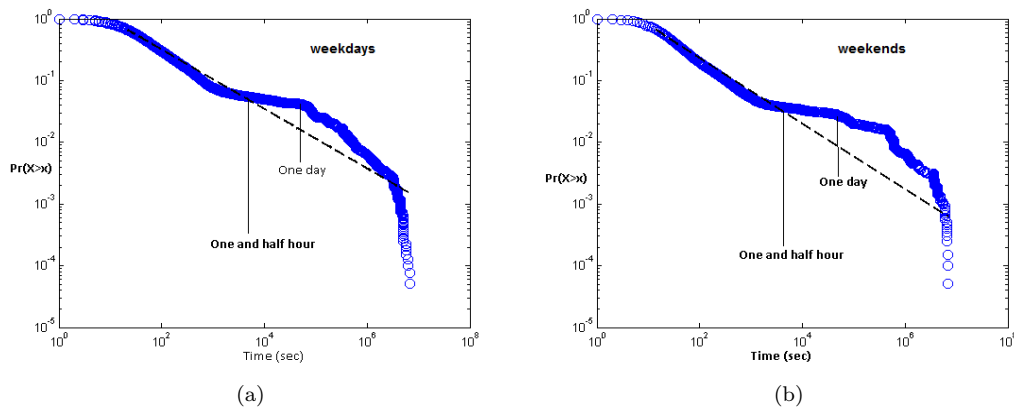 10^0
10^-1
10^-2
10^-3
10^-4
10^-5
Pr(X>x)
weekdays
One day
One and half hour
10^0
10^2
10^4
10^6
10^8
Time (sec)
(a)
10^0
10^-1
10^-2
10^-3
10^-4
10^-5
Pr(X>x)
weekends
One day
One and half hour
10^0
10^2
10^4
10^6
10^8
Time (sec)
(b)